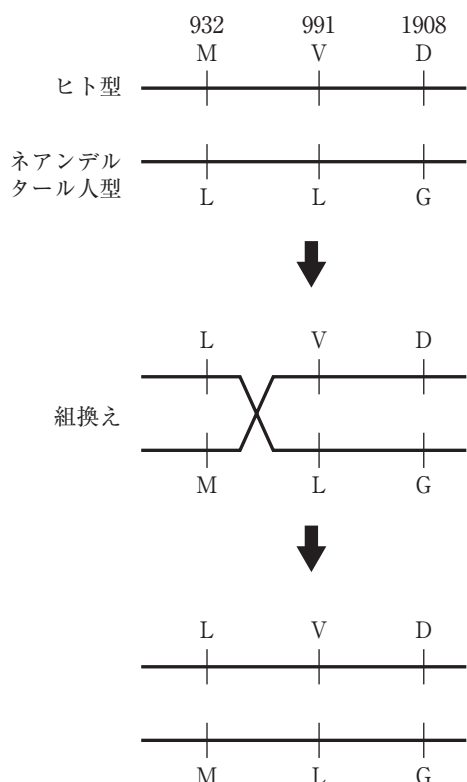 932 991 1908
M V D
ヒト型
ネアンデル
タール人型
L L G
L V D
組換え
M L G
L V D
M L G